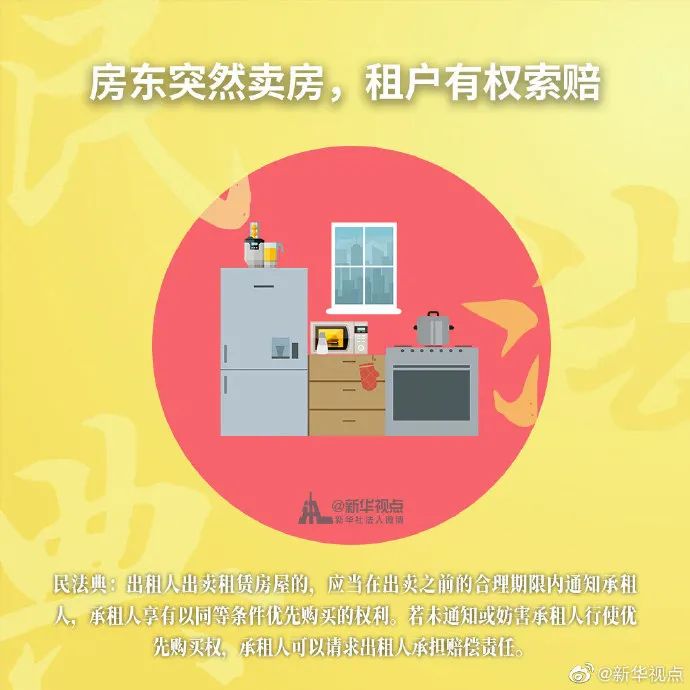 房东突然卖房，租户有权索赔
民
法
典
@新华视点
新华社法人微博
民法典：出租人出卖租赁房屋的，应当在出卖之前的合理期限内通知承租
人，承租人享有以同等条件优先购买的权利。若未通知或妨害承租人行使优
先购买权，承租人可以请求出租人承担赔偿责任。
@新华视点